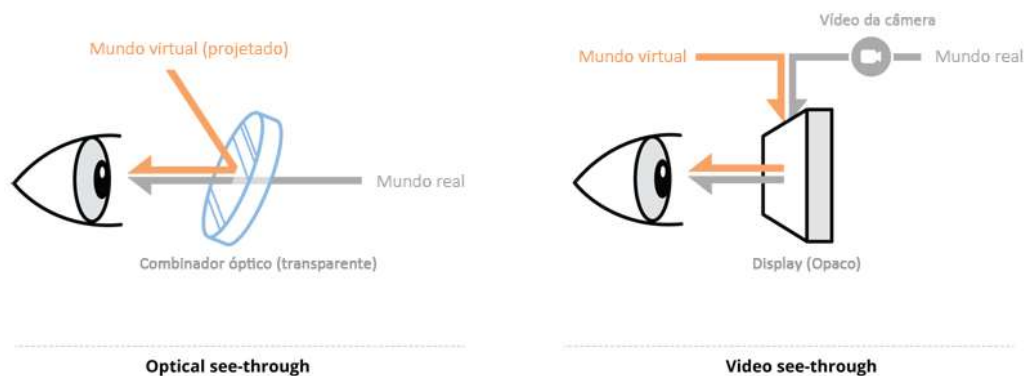 Mundo virtual (projetado)
Mundo real
Combinador óptico (transparente)
Optical see-through
Vídeo da câmera
Mundo virtual
Mundo real
Display (Opaco)
Video see-through